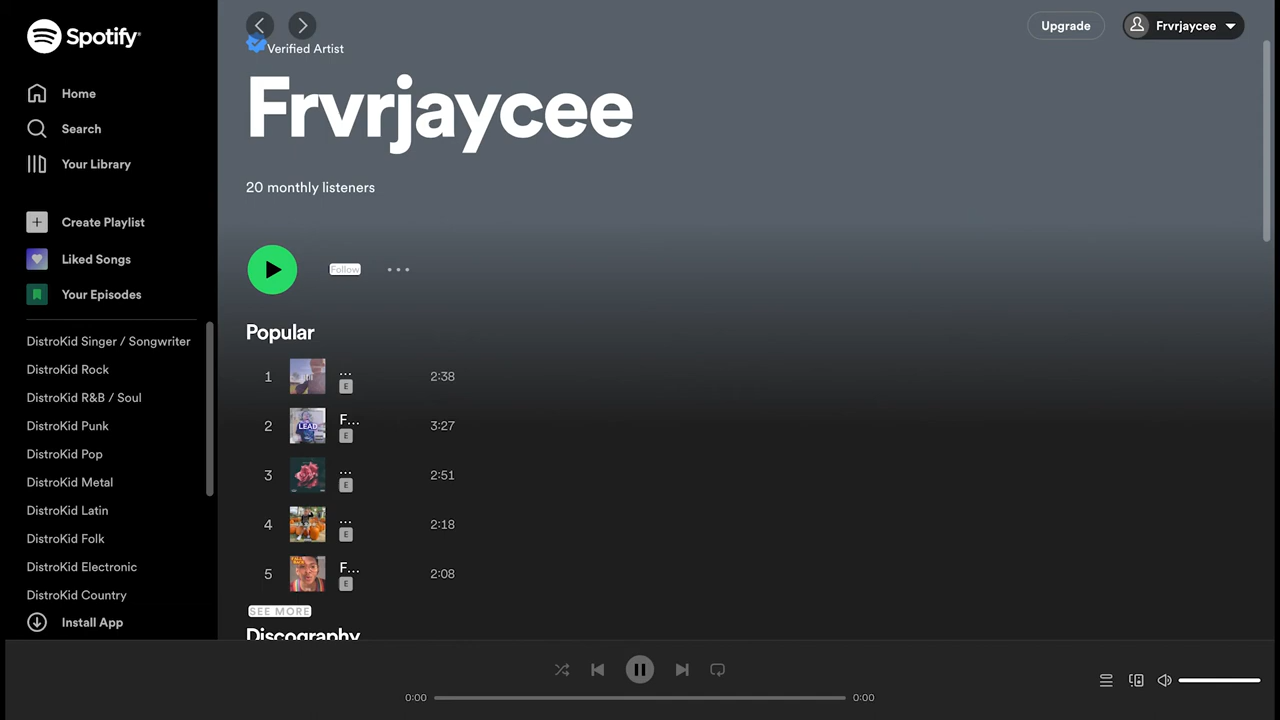 Spotify
Home
Search
Your Library
Create Playlist
Liked Songs
Your Episodes
DistroKid Singer / Songwriter
DistroKid Rock
DistroKid R&B / Soul
DistroKid Punk
DistroKid Pop
DistroKid Metal
DistroKid Latin
DistroKid Folk
DistroKid Electronic
DistroKid Country
Install App
Upgrade
Frvrjaycee
Verified Artist
Frvrjaycee
20 monthly listeners
Follow
Popular
1 ... E 2:38
2 LEAD F... E 3:27
3 ... E 2:51
4 ... E 2:18
5 F... E 2:08
SEE MORE
Discography
0:00 0:00